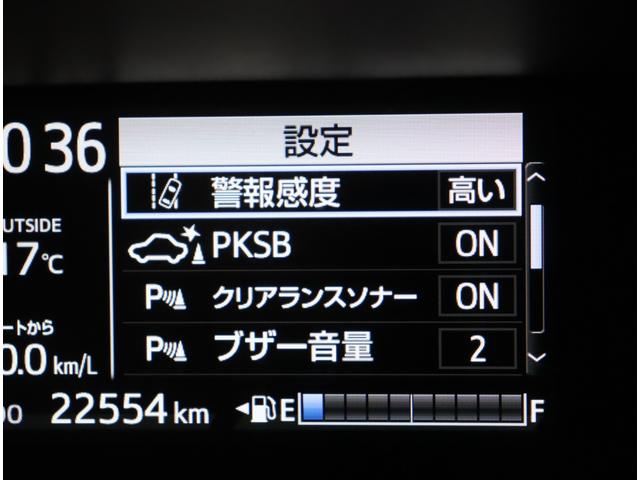 0 36
設定
警報感度 高い
UTSIDE
PKSB ON
17℃
P クリアランスソナー ON
ートから
0.0 km/L
P ブザー音量 2
22554 km E F